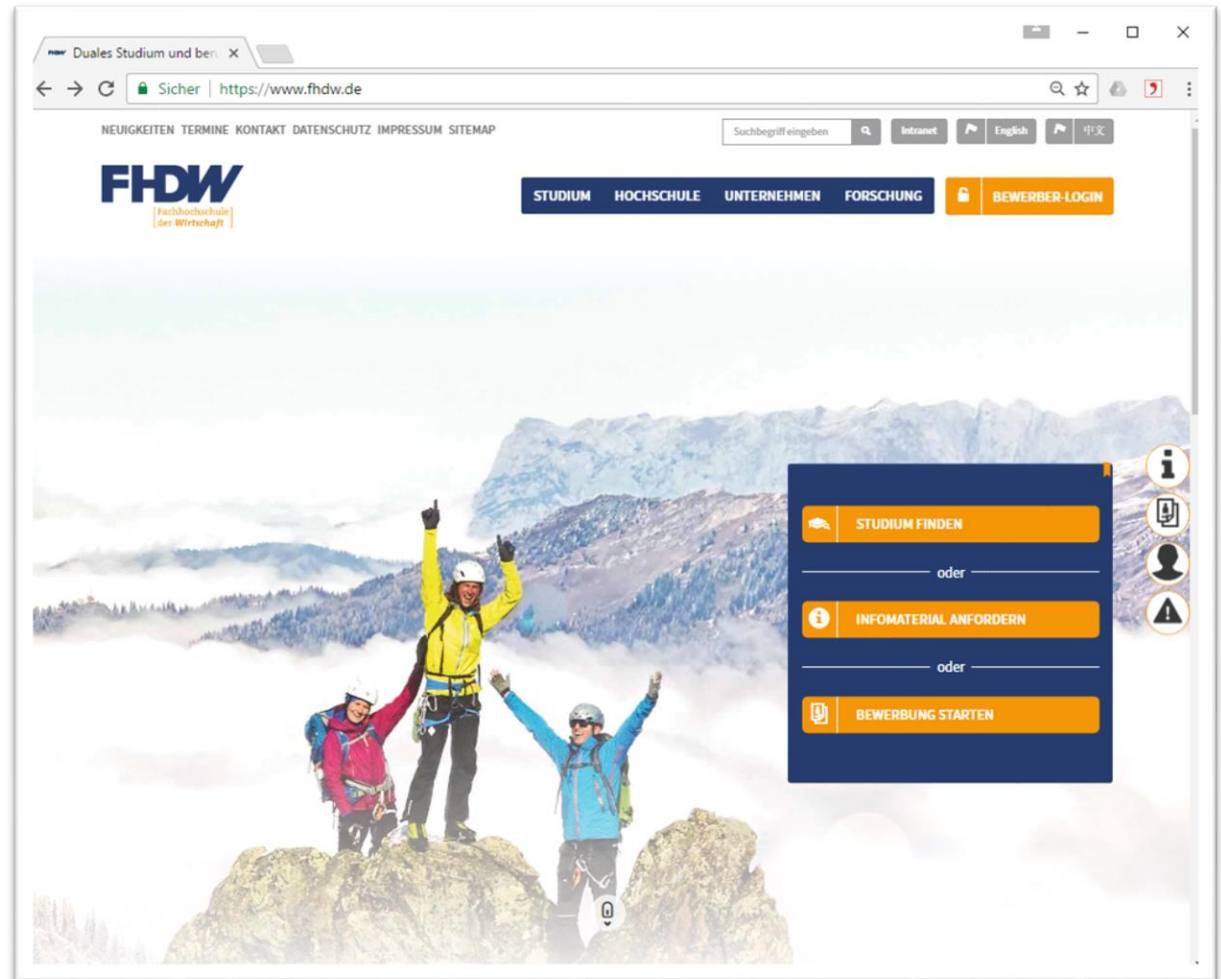 FHDW Duales Studium und ber
Sicher | https://www.fhdw.de
NEUIGKEITEN TERMINE KONTAKT DATENSCHUTZ IMPRESSUM SITEMAP
Suchbegriff eingeben
Intranet
English
中文
FHDW
Fachhochschule
der Wirtschaft
STUDIUM HOCHSCHULE UNTERNEHMEN FORSCHUNG
BEWERBER-LOGIN
STUDIUM FINDEN
oder
INFOMATERIAL ANFORDERN
oder
BEWERBUNG STARTEN